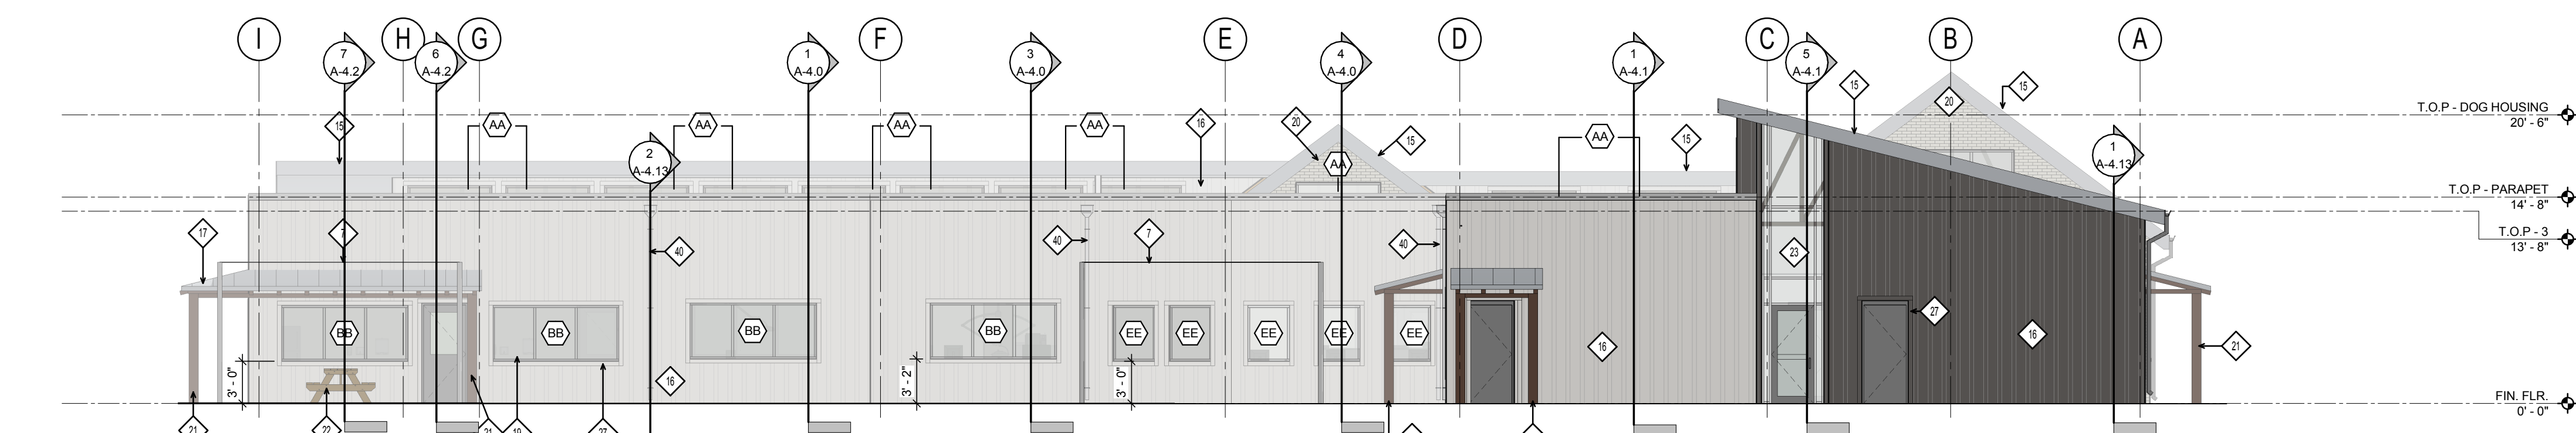 I
H
G
F
E
D
C
B
A
7
A-4.2
6
A-4.2
1
A-4.0
3
A-4.0
4
A-4.0
1
A-4.1
5
A-4.1
15
15
20
T.O.P - DOG HOUSING
20' - 6"
15
AA
AA
AA
AA
16
20
15
AA
15
2
A-4.13
AA
1
A-4.13
T.O.P - PARAPET
14' - 8"
17
7
40
40
7
40
23
T.O.P - 3
13' - 8"
BB
BB
BB
BB
EE
EE
EE
EE
EE
16
27
16
21
3' - 0"
16
3' - 2"
3' - 0"
FIN. FLR.
0' - 0"
21
22
21
19
27